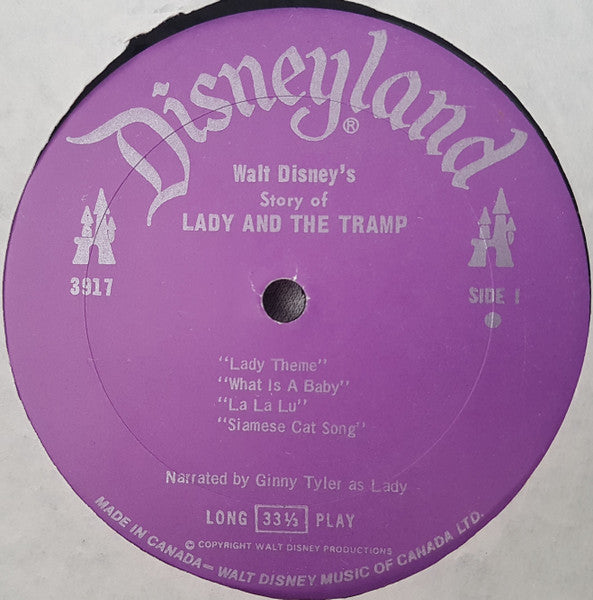 Disneyland®
Walt Disney's
Story of
LADY AND THE TRAMP
3917
SIDE I
"Lady Theme"
"What Is A Baby"
"La La Lu"
"Siamese Cat Song"
Narrated by Ginny Tyler as Lady
LONG 33⅓ PLAY
© COPYRIGHT WALT DISNEY PRODUCTIONS
MADE IN CANADA – WALT DISNEY MUSIC OF CANADA LTD.